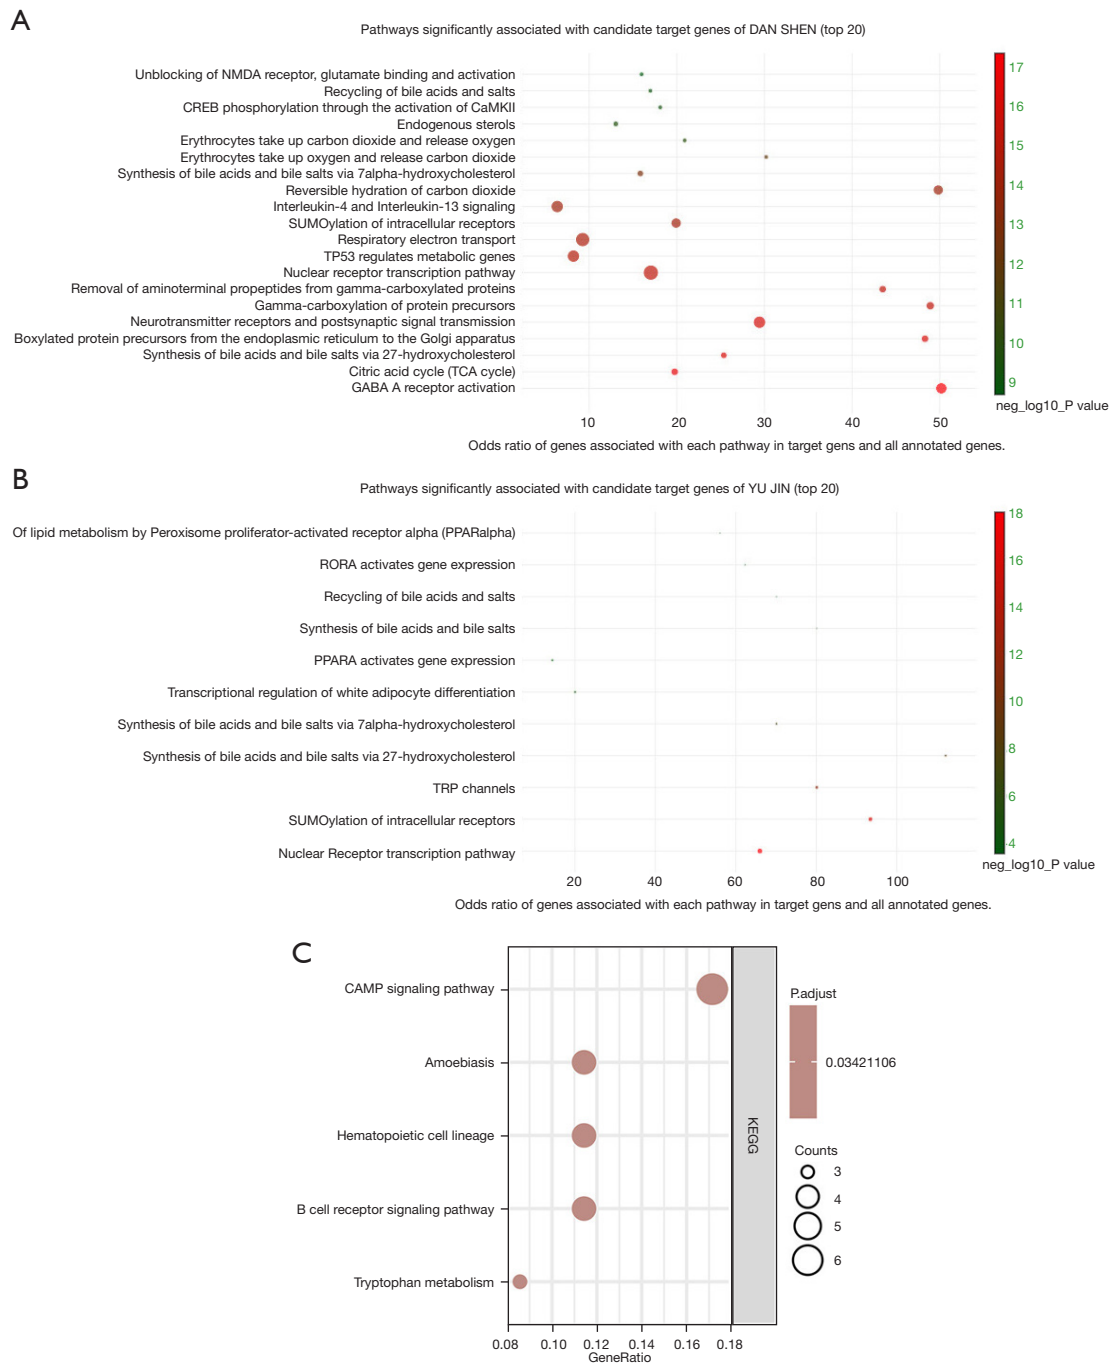 A
Pathways significantly associated with candidate target genes of DAN SHEN (top 20)
Unblocking of NMDA receptor, glutamate binding and activation
Recycling of bile acids and salts
CREB phosphorylation through the activation of CaMKII
Endogenous sterols
Erythrocytes take up carbon dioxide and release oxygen
Erythrocytes take up oxygen and release carbon dioxide
Synthesis of bile acids and bile salts via 7alpha-hydroxycholesterol
Reversible hydration of carbon dioxide
Interleukin-4 and Interleukin-13 signaling
SUMOylation of intracellular receptors
Respiratory electron transport
TP53 regulates metabolic genes
Nuclear receptor transcription pathway
Removal of aminoterminal propeptides from gamma-carboxylated proteins
Gamma-carboxylation of protein precursors
Neurotransmitter receptors and postsynaptic signal transmission
Boxylated protein precursors from the endoplasmic reticulum to the Golgi apparatus
Synthesis of bile acids and bile salts via 27-hydroxycholesterol
Citric acid cycle (TCA cycle)
GABA A receptor activation
10 20 30 40 50
Odds ratio of genes associated with each pathway in target gens and all annotated genes.
17
16
15
14
13
12
11
10
9
neg_log10_P value
B
Pathways significantly associated with candidate target genes of YU JIN (top 20)
Of lipid metabolism by Peroxisome proliferator-activated receptor alpha (PPARalpha)
RORA activates gene expression
Recycling of bile acids and salts
Synthesis of bile acids and bile salts
PPARA activates gene expression
Transcriptional regulation of white adipocyte differentiation
Synthesis of bile acids and bile salts via 7alpha-hydroxycholesterol
Synthesis of bile acids and bile salts via 27-hydroxycholesterol
TRP channels
SUMOylation of intracellular receptors
Nuclear Receptor transcription pathway
20 40 60 80 100
Odds ratio of genes associated with each pathway in target gens and all annotated genes.
18
16
14
12
10
8
6
4
neg_log10_P value
C
CAMP signaling pathway
Amoebiasis
Hematopoietic cell lineage
B cell receptor signaling pathway
Tryptophan metabolism
0.08 0.10 0.12 0.14 0.16 0.18
GeneRatio
KEGG
P.adjust
0.03421106
Counts
3
4
5
6